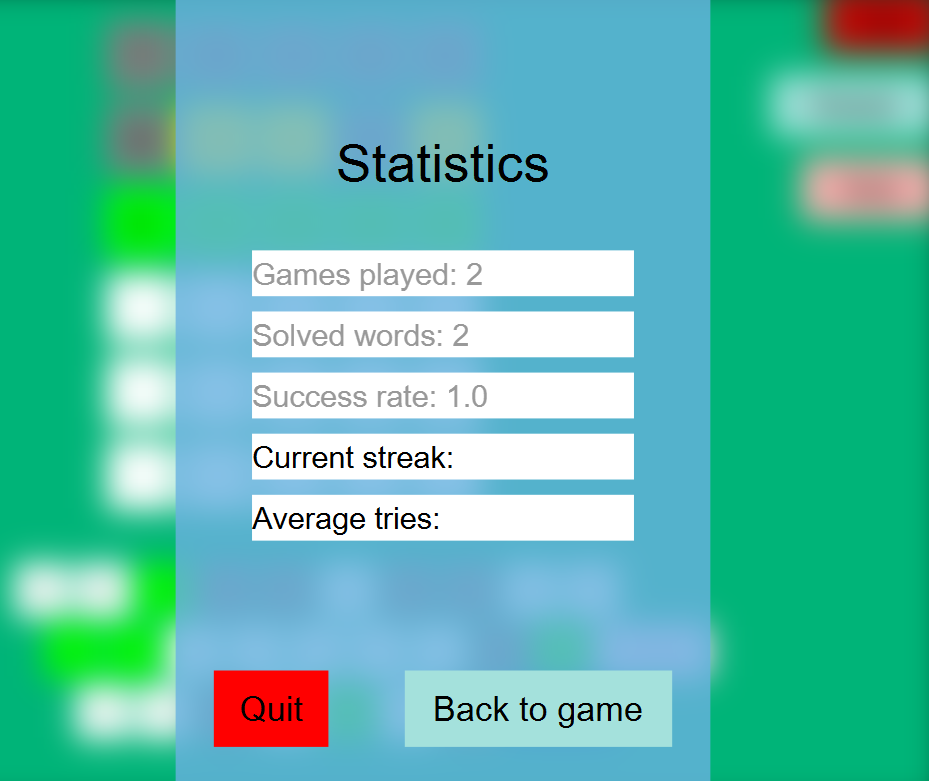 Statistics
Games played: 2
Solved words: 2
Success rate: 1.0
Current streak:
Average tries:
Quit
Back to game